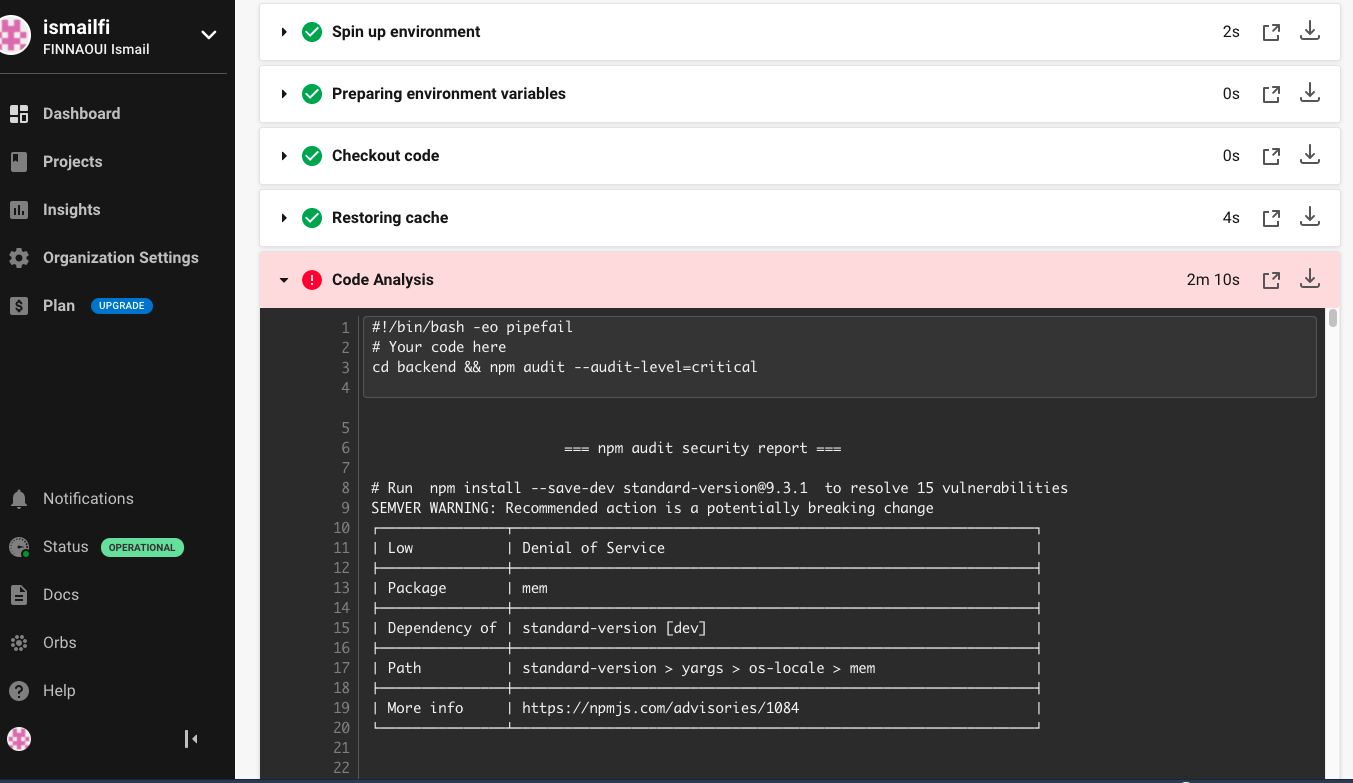 ismailfi
FINNAOUI Ismail
Dashboard
Projects
Insights
Organization Settings
Plan UPGRADE
Notifications
Status OPERATIONAL
Docs
Orbs
Help
Spin up environment 2s
Preparing environment variables 0s
Checkout code 0s
Restoring cache 4s
Code Analysis 2m 10s
1 #!/bin/bash -eo pipefail
2 # Your code here
3 cd backend && npm audit --audit-level=critical
4
5
6 === npm audit security report ===
7
8 # Run  npm install --save-dev standard-version@9.3.1  to resolve 15 vulnerabilities
9 SEMVER WARNING: Recommended action is a potentially breaking change
10
11 | Low | Denial of Service |
12
13 | Package | mem |
14
15 | Dependency of | standard-version [dev] |
16
17 | Path | standard-version > yargs > os-locale > mem |
18
19 | More info | https://npmjs.com/advisories/1084 |
20
21
22